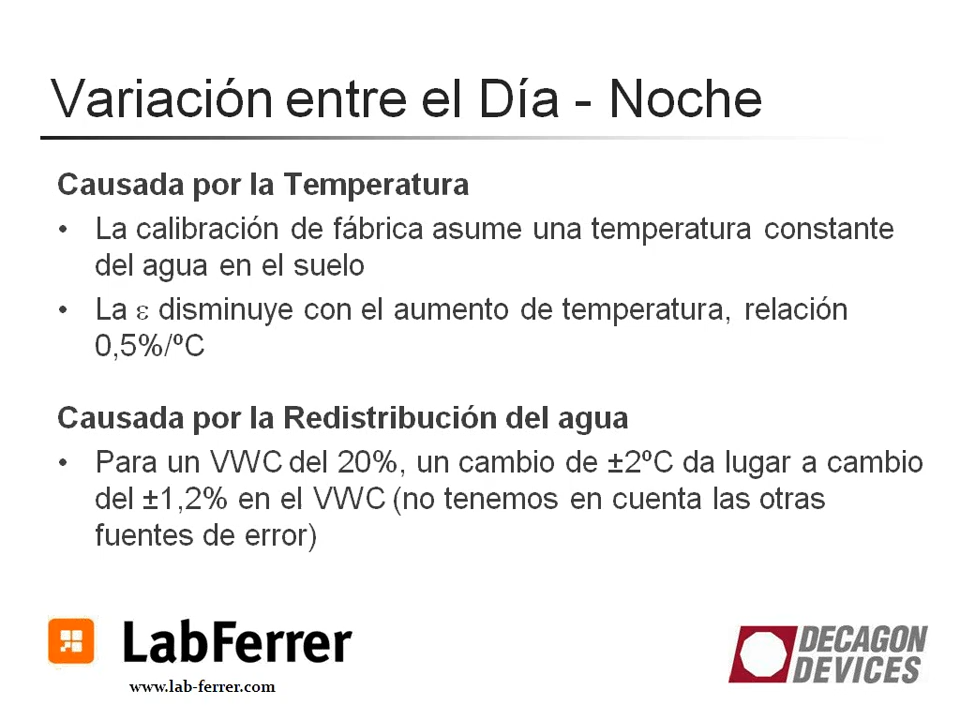 Variación entre el Día - Noche
Causada por la Temperatura
• La calibración de fábrica asume una temperatura constante
del agua en el suelo
• La ε disminuye con el aumento de temperatura, relación
0,5%/ºC
Causada por la Redistribución del agua
• Para un VWC del 20%, un cambio de ±2ºC da lugar a cambio
del ±1,2% en el VWC (no tenemos en cuenta las otras
fuentes de error)
LabFerrer
www.lab-ferrer.com
DECAGON
DEVICES